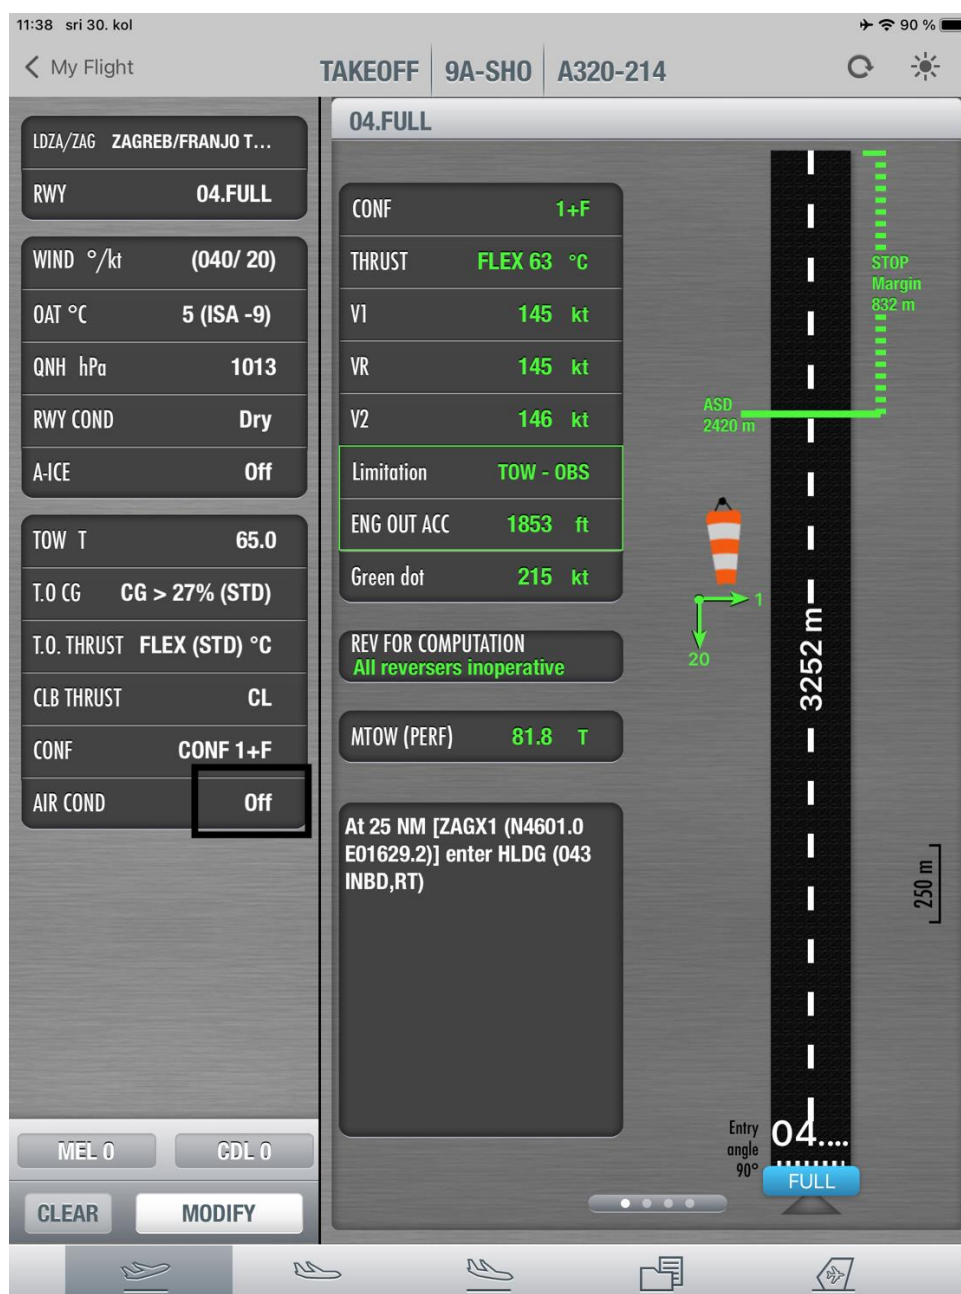 11:38 sri 30. kol
90 %
My Flight
TAKEOFF 9A-SHO A320-214
LDZA/ZAG ZAGREB/FRANJO T...
RWY 04.FULL
WIND °/kt (040/ 20)
OAT °C 5 (ISA -9)
QNH hPa 1013
RWY COND Dry
A-ICE Off
TOW T 65.0
T.O CG CG > 27% (STD)
T.O. THRUST FLEX (STD) °C
CLB THRUST CL
CONF CONF 1+F
AIR COND Off
MEL 0 CDL 0
CLEAR MODIFY
04.FULL
CONF 1+F
THRUST FLEX 63 °C
V1 145 kt
VR 145 kt
V2 146 kt
Limitation TOW - OBS
ENG OUT ACC 1853 ft
Green dot 215 kt
REV FOR COMPUTATION
All reversers inoperative
MTOW (PERF) 81.8 T
At 25 NM [ZAGX1 (N4601.0
E01629.2)] enter HLDG (043
INBD,RT)
STOP
Margin
832 m
ASD
2420 m
1
20
3252 m
250 m
Entry
angle
90°
04....
FULL